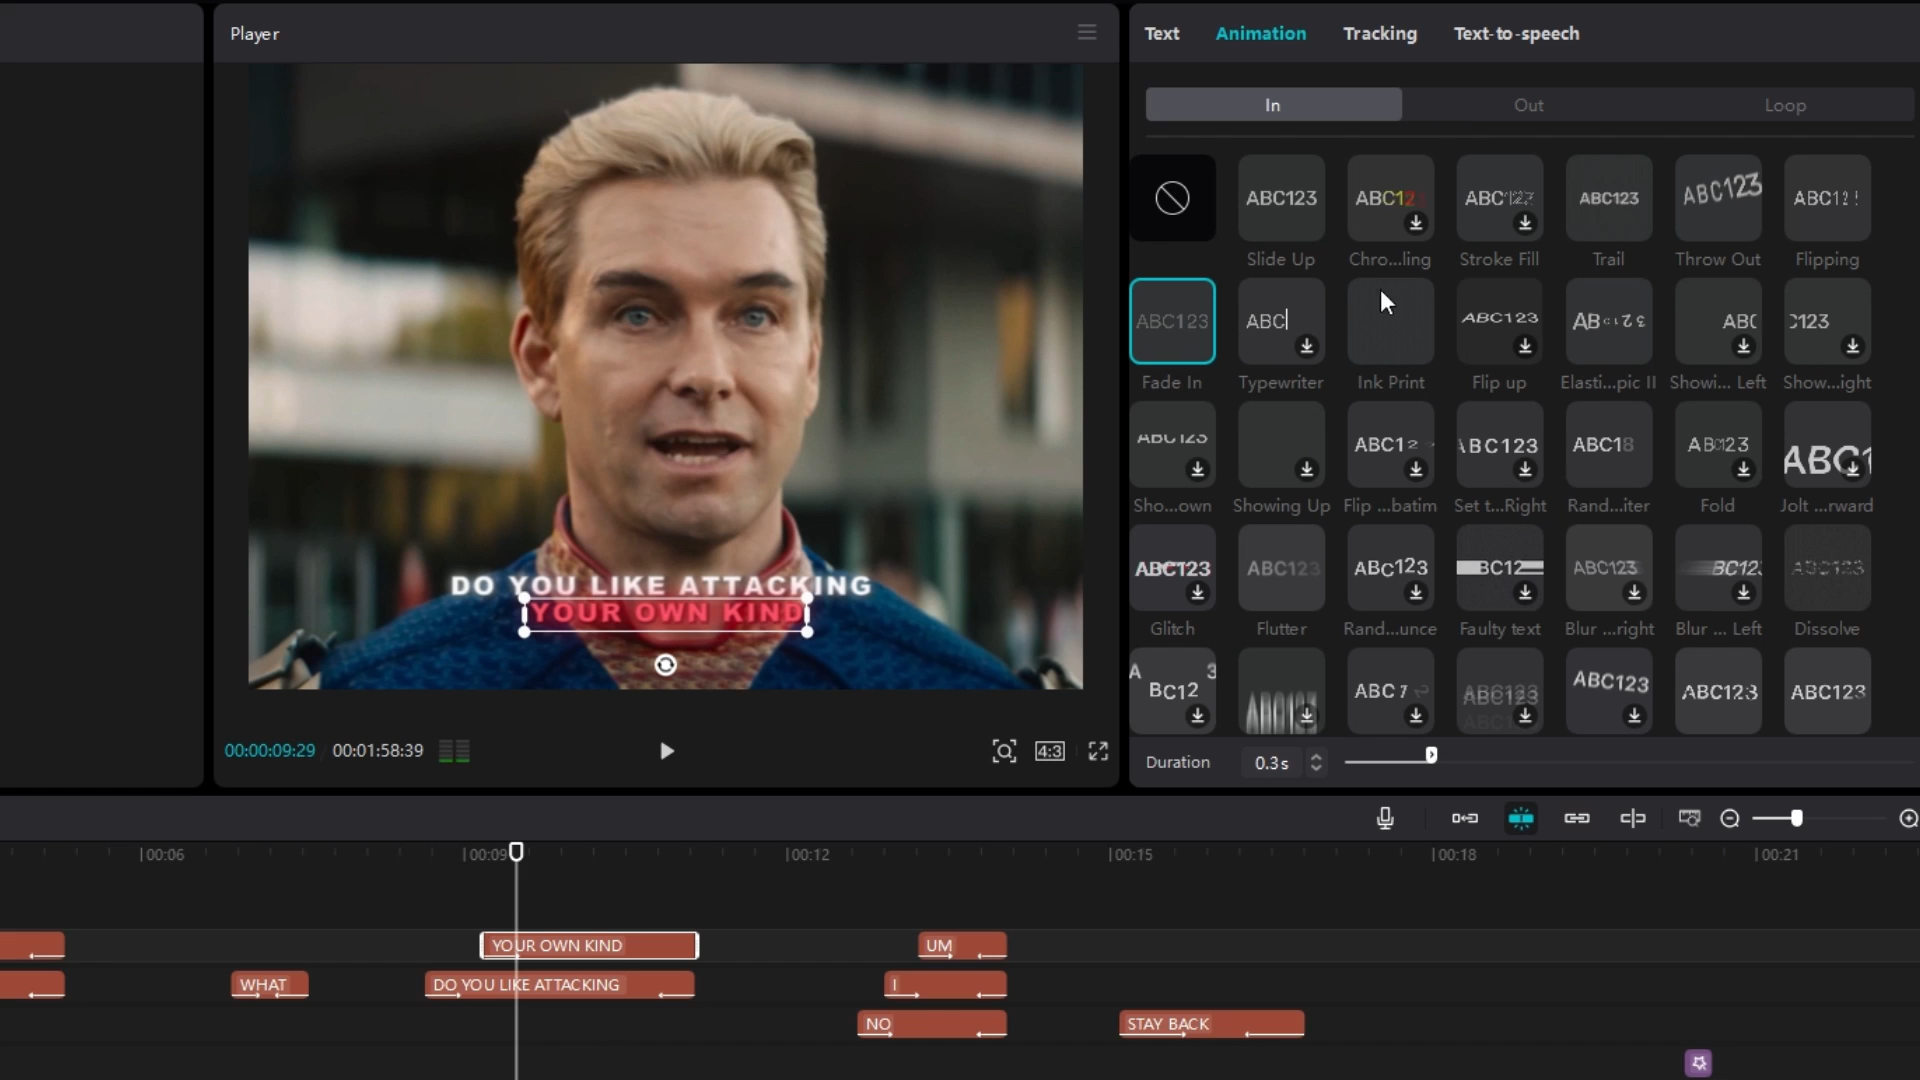 Player
Text Animation Tracking Text-to-speech
In Out Loop
ABC123 ABC12 ABC123 ABC123
Slide Up Chro...ling Stroke Fill Trail Throw Out Flipping
ABC123 ABC ABC123 ABC
Fade In Typewriter Ink Print Flip up Elasti...pic II Showi... Left Show...ight
ABC123
Sho...own Showing Up Flip ...batim Set t...Right Rand...iter Fold Jolt ...rward
ABC123 ABC123 ABC123 ABC123
Glitch Flutter Rand...unce Faulty text Blur ...right Blur ... Left Dissolve
ABC123 ABC123 ABC123 ABC123
DO YOU LIKE ATTACKING
YOUR OWN KIND
00:00:09:29 00:01:58:39
4:3
Duration 0.3s
00:06 00:09 00:12 00:15 00:18 00:21
YOUR OWN KIND UM
WHAT DO YOU LIKE ATTACKING I
NO STAY BACK